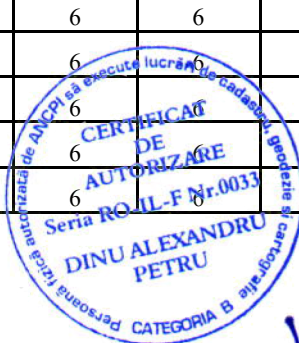 6 6
6 6
6 6
6 6
6 6
Persoană fizică autorizată de ANCPI să execute lucrări de cadastru, geodezie și cartografie
CERTIFICAT
DE
AUTORIZARE
Seria RO-IL-F Nr.0033
DINU ALEXANDRU
PETRU
CATEGORIA B